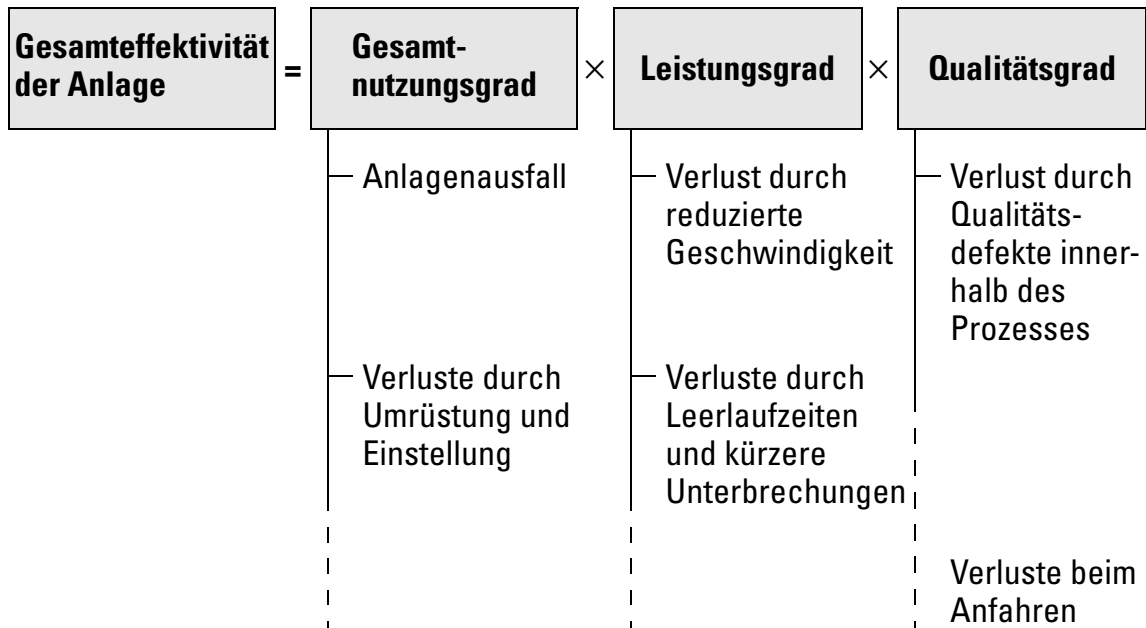 Gesamteffektivität
der Anlage
=
Gesamt-
nutzungsgrad
×
Leistungsgrad
×
Qualitätsgrad
Anlagenausfall
Verluste durch
Umrüstung und
Einstellung
Verlust durch
reduzierte
Geschwindigkeit
Verluste durch
Leerlaufzeiten
und kürzere
Unterbrechungen
Verlust durch
Qualitäts-
defekte inner-
halb des
Prozesses
Verluste beim
Anfahren